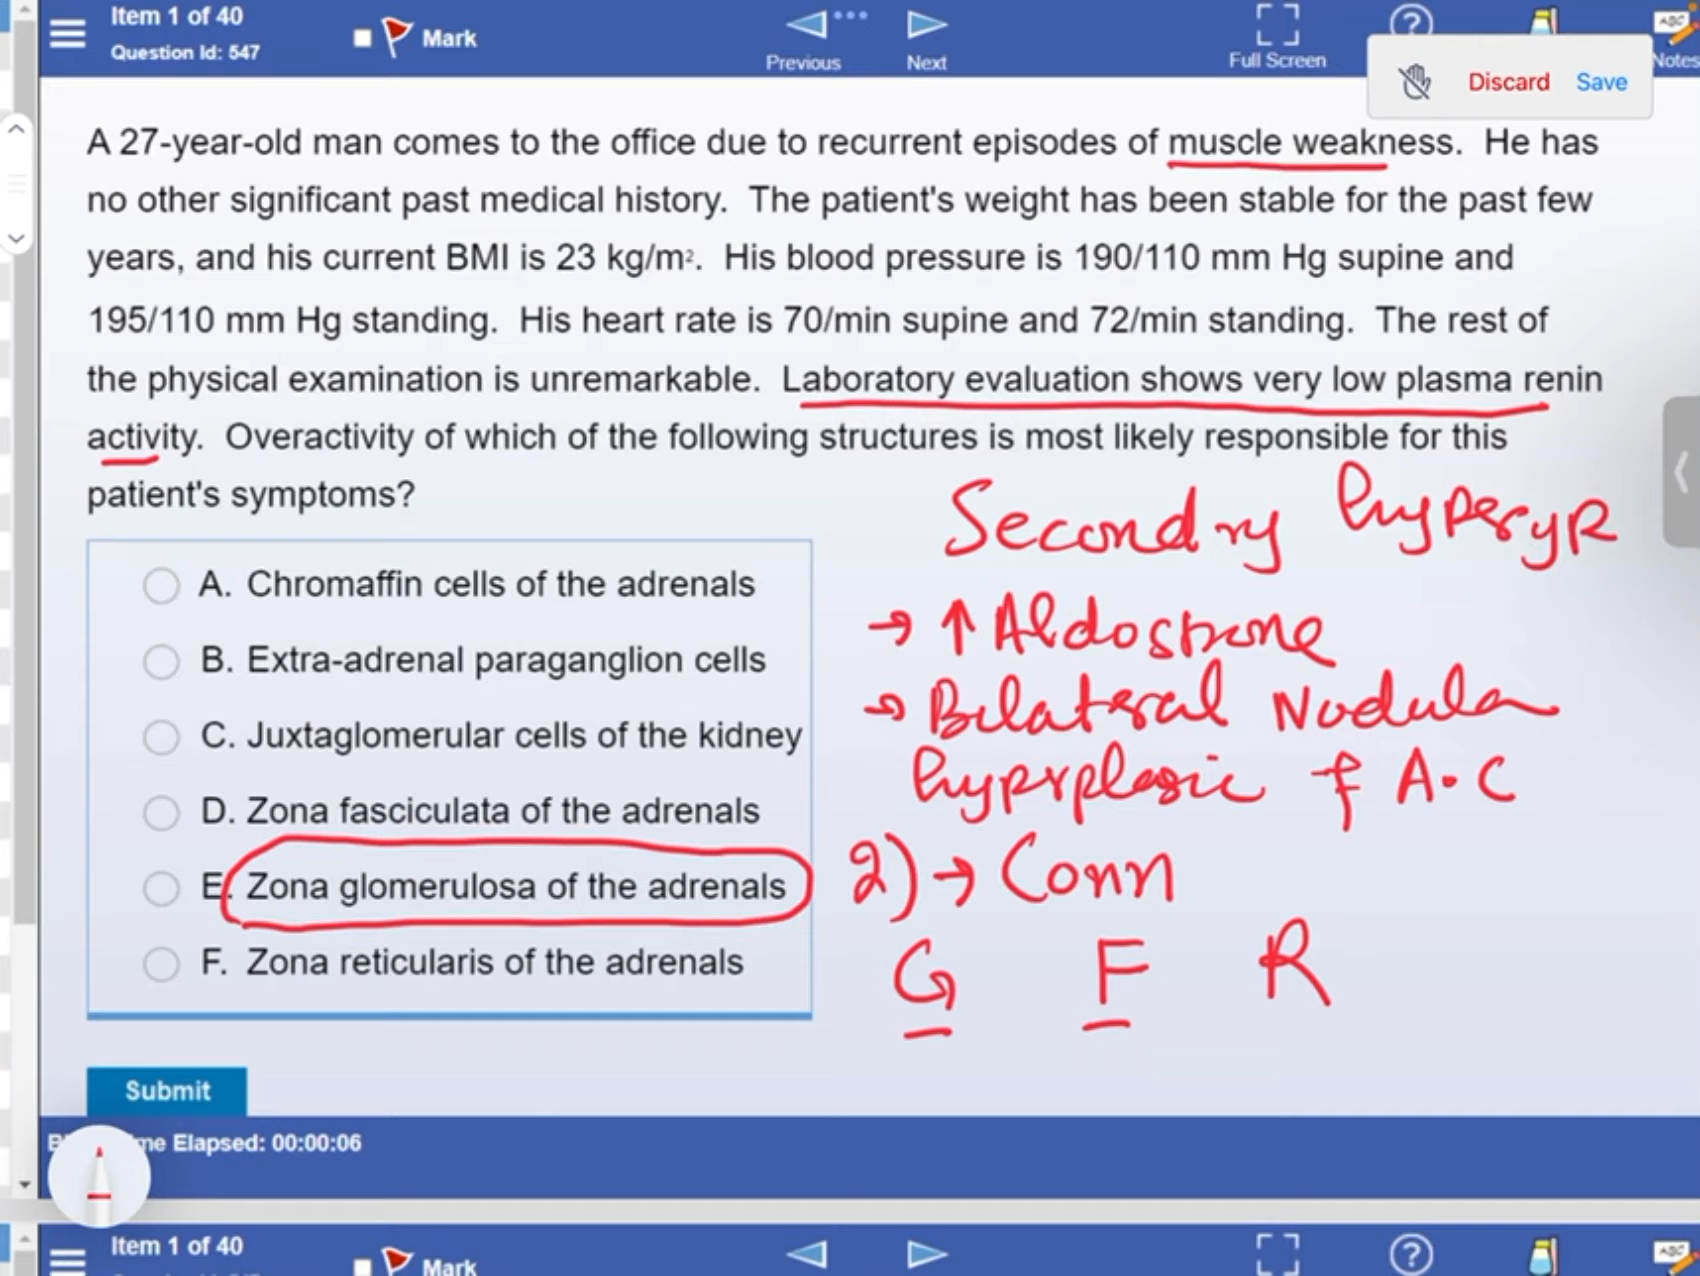 Item 1 of 40
Question Id: 547
Mark
Previous
Next
Full Screen
Notes
Discard
Save
A 27-year-old man comes to the office due to recurrent episodes of muscle weakness. He has
no other significant past medical history. The patient's weight has been stable for the past few
years, and his current BMI is 23 kg/m². His blood pressure is 190/110 mm Hg supine and
195/110 mm Hg standing. His heart rate is 70/min supine and 72/min standing. The rest of
the physical examination is unremarkable. Laboratory evaluation shows very low plasma renin
activity. Overactivity of which of the following structures is most likely responsible for this
patient's symptoms?
Secondry
→ ↑ Aldostrone
→ Bilateral Nodular
of A.C
2) → Conn
G F R
A. Chromaffin cells of the adrenals
B. Extra-adrenal paraganglion cells
C. Juxtaglomerular cells of the kidney
D. Zona fasciculata of the adrenals
E. Zona glomerulosa of the adrenals
F. Zona reticularis of the adrenals
Submit
Elapsed: 00:00:06
Item 1 of 40
Mark